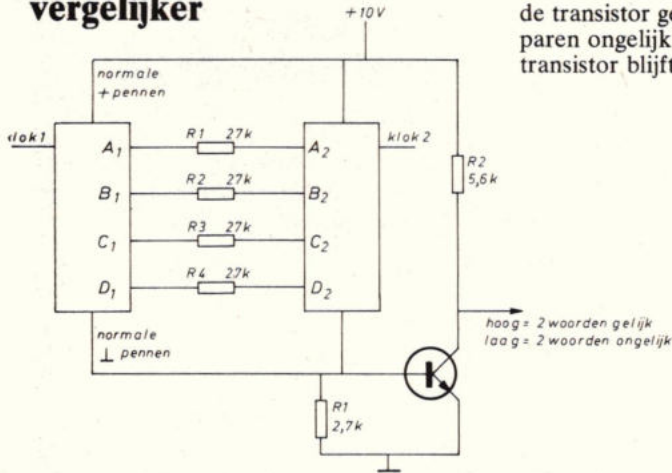 vergelijker
de transistor ge
paren ongelijk
transistor blijft
+10V
normale
+ pennen
klok 1
A1
R1 27k
A2
klok 2
B1
R2 27k
B2
C1
R3 27k
C2
D1
R4 27k
D2
R2
5,6k
normale
⊥ pennen
hoog = 2 woorden gelijk
laag = 2 woorden ongelijk
R1
2,7k